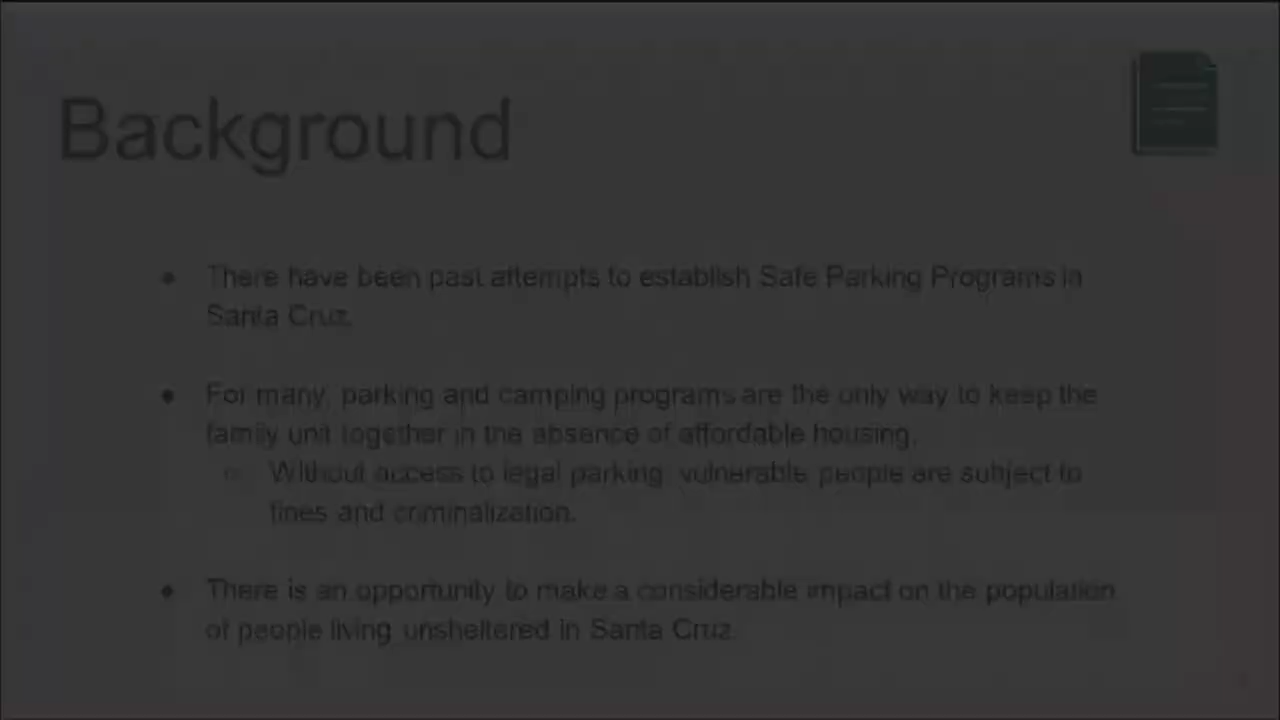 Background
There have been past attempts to establish Safe Parking Programs in
Santa Cruz.
For many, parking and camping programs are the only way to keep the
family unit together in the absence of affordable housing.
Without access to legal parking, vulnerable people are subject to
fines and criminalization.
There is an opportunity to make a considerable impact on the population
of people living unsheltered in Santa Cruz.